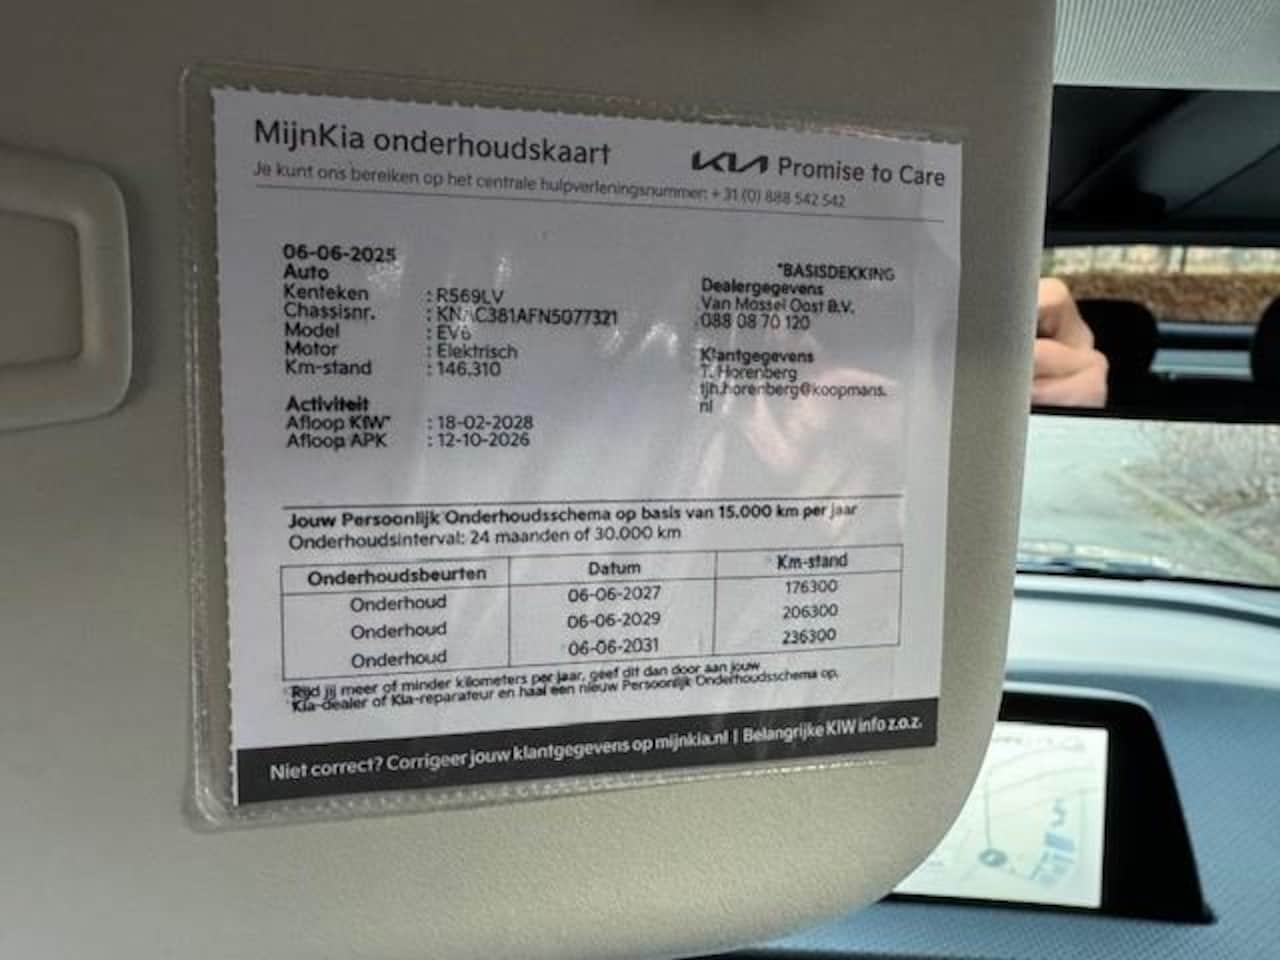 MijnKia onderhoudskaart
KIA Promise to Care
Je kunt ons bereiken op het centrale hulpverleningsnummer: + 31 (0) 888 542 542
06-06-2025
Auto
Kenteken : R569LV
Chassisnr. : KNAC381AFN5077321
Model : EV6
Motor : Elektrisch
Km-stand : 146.310
Activiteit
Afloop KIW* : 18-02-2028
Afloop APK : 12-10-2026
*BASISDEKKING
Dealergegevens
Van Mossel Oost B.V.
088 08 70 120
Klantgegevens
T. Horenberg
tjh.horenberg@koopmans.
nl
Jouw Persoonlijk Onderhoudsschema op basis van 15.000 km per jaar
Onderhoudsinterval: 24 maanden of 30.000 km
Onderhoudsbeurten Datum Km-stand
Onderhoud 06-06-2027 176300
Onderhoud 06-06-2029 206300
Onderhoud 06-06-2031 236300
Rijd jij meer of minder kilometers per jaar, geef dit dan door aan jouw
Kia-dealer of Kia-reparateur en haal een nieuw Persoonlijk Onderhoudsschema op.
Niet correct? Corrigeer jouw klantgegevens op mijnkia.nl | Belangrijke KIW info z.o.z.